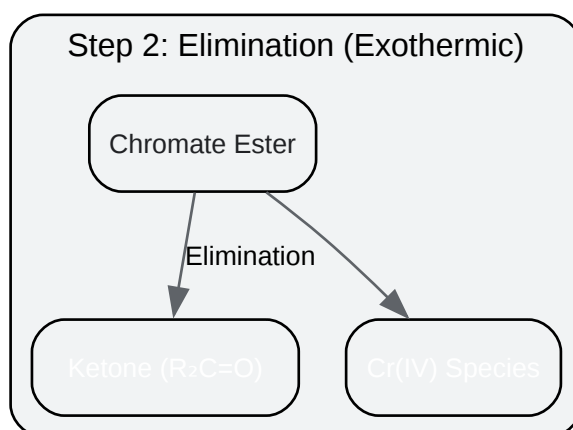 Step 2: Elimination (Exothermic)
Chromate Ester
Elimination
Ketone (R₂C=O)
Cr(IV) Species